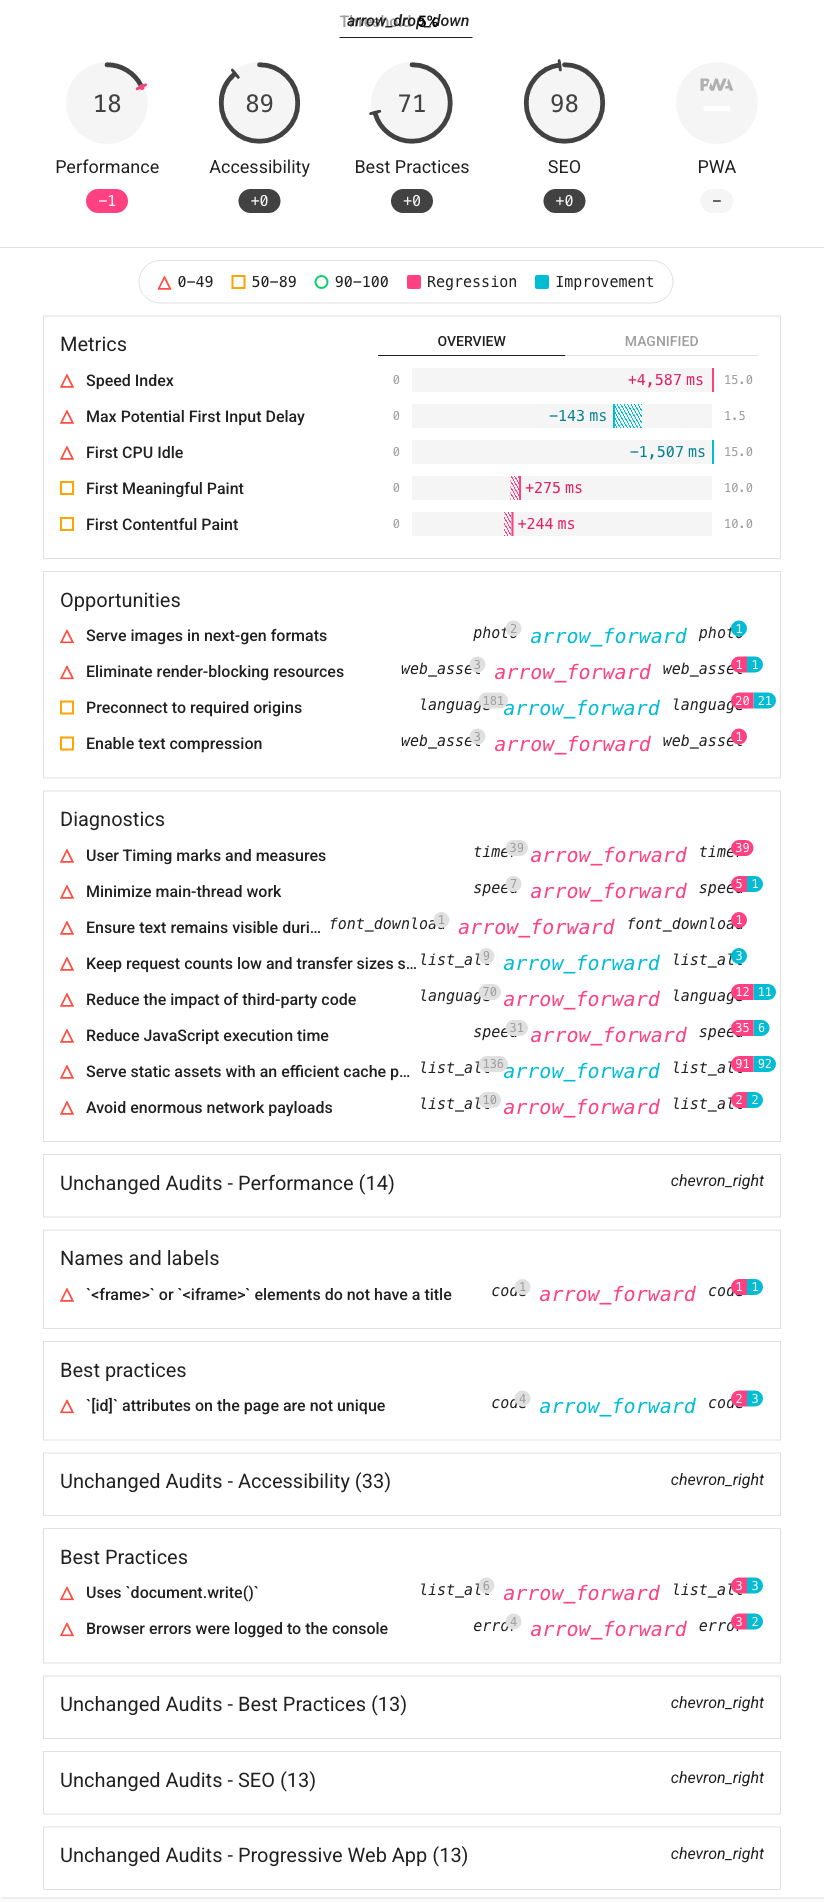 Threshold 5% arrow_drop_down
18 89 71 98 PWA
Performance Accessibility Best Practices SEO PWA
-1 +0 +0 +0 -
0-49 50-89 90-100 Regression Improvement
Metrics OVERVIEW MAGNIFIED
Speed Index 0 +4,587 ms 15.0
Max Potential First Input Delay 0 -143 ms 1.5
First CPU Idle 0 -1,507 ms 15.0
First Meaningful Paint 0 +275 ms 10.0
First Contentful Paint 0 +244 ms 10.0
Opportunities
Serve images in next-gen formats photo 2 arrow_forward photo 1
Eliminate render-blocking resources web_asset 3 arrow_forward web_asset 1 1
Preconnect to required origins language 181 arrow_forward language 20 21
Enable text compression web_asset 3 arrow_forward web_asset 1
Diagnostics
User Timing marks and measures timer 39 arrow_forward timer 39
Minimize main-thread work speed 7 arrow_forward speed 5 1
Ensure text remains visible duri... font_download 1 arrow_forward font_download 1
Keep request counts low and transfer sizes s... list_alt 9 arrow_forward list_alt 3
Reduce the impact of third-party code language 70 arrow_forward language 12 11
Reduce JavaScript execution time speed 31 arrow_forward speed 35 6
Serve static assets with an efficient cache p... list_alt 136 arrow_forward list_alt 91 92
Avoid enormous network payloads list_alt 10 arrow_forward list_alt 2 2
Unchanged Audits - Performance (14) chevron_right
Names and labels
`<frame>` or `<iframe>` elements do not have a title code 1 arrow_forward code 1 1
Best practices
`[id]` attributes on the page are not unique code 4 arrow_forward code 2 3
Unchanged Audits - Accessibility (33) chevron_right
Best Practices
Uses `document.write()` list_alt 6 arrow_forward list_alt 3 3
Browser errors were logged to the console error 4 arrow_forward error 3 2
Unchanged Audits - Best Practices (13) chevron_right
Unchanged Audits - SEO (13) chevron_right
Unchanged Audits - Progressive Web App (13) chevron_right